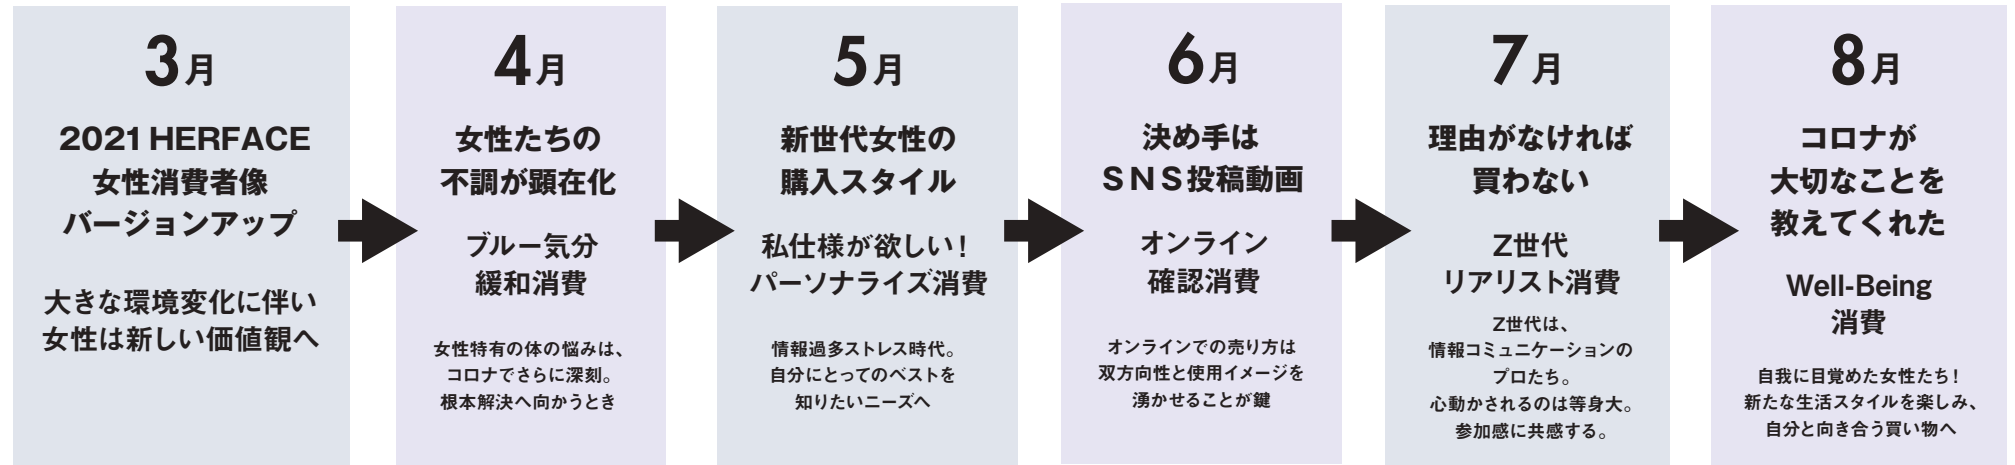 3月
2021 HERFACE
女性消費者像
バージョンアップ
大きな環境変化に伴い
女性は新しい価値観へ
4月
女性たちの
不調が顕在化
ブルー気分
緩和消費
女性特有の体の悩みは、
コロナでさらに深刻。
根本解決へ向かうとき
5月
新世代女性の
購入スタイル
私仕様が欲しい!
パーソナライズ消費
情報過多ストレス時代。
自分にとってのベストを
知りたいニーズへ
6月
決め手は
SNS投稿動画
オンライン
確認消費
オンラインでの売り方は
双方向性と使用イメージを
湧かせることが鍵
7月
理由がなければ
買わない
Z世代
リアリスト消費
Z世代は、
情報コミュニケーションの
プロたち。
心動かされるのは等身大。
参加感に共感する。
8月
コロナが
大切なことを
教えてくれた
Well-Being
消費
自我に目覚めた女性たち!
新たな生活スタイルを楽しみ、
自分と向き合う買い物へ